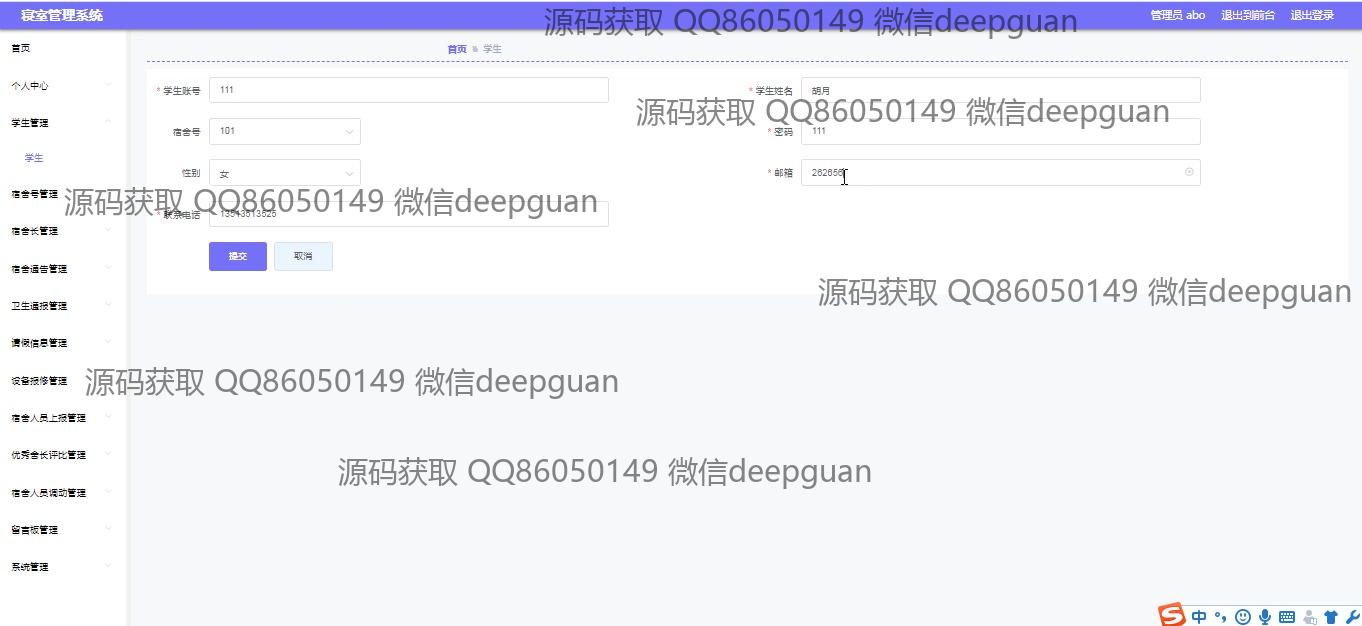 寝室管理系统
管理员 abo 退出到前台 退出登录
源码获取 QQ86050149 微信deepguan
首页
首页 学生
个人中心
* 学生账号 111
* 学生姓名 胡月
源码获取 QQ86050149 微信deepguan
学生管理
宿舍号 101
* 密码 111
学生
性别 女
* 邮箱 262656
宿舍号管理
源码获取 QQ86050149 微信deepguan
* 联系电话 13513513525
宿舍长管理
提交 取消
宿舍通告管理
源码获取 QQ86050149 微信deepguan
卫生通报管理
请假信息管理
设备报修管理
源码获取 QQ86050149 微信deepguan
宿舍人员上报管理
优秀舍长评比管理
源码获取 QQ86050149 微信deepguan
宿舍人员调动管理
留言板管理
系统管理
中